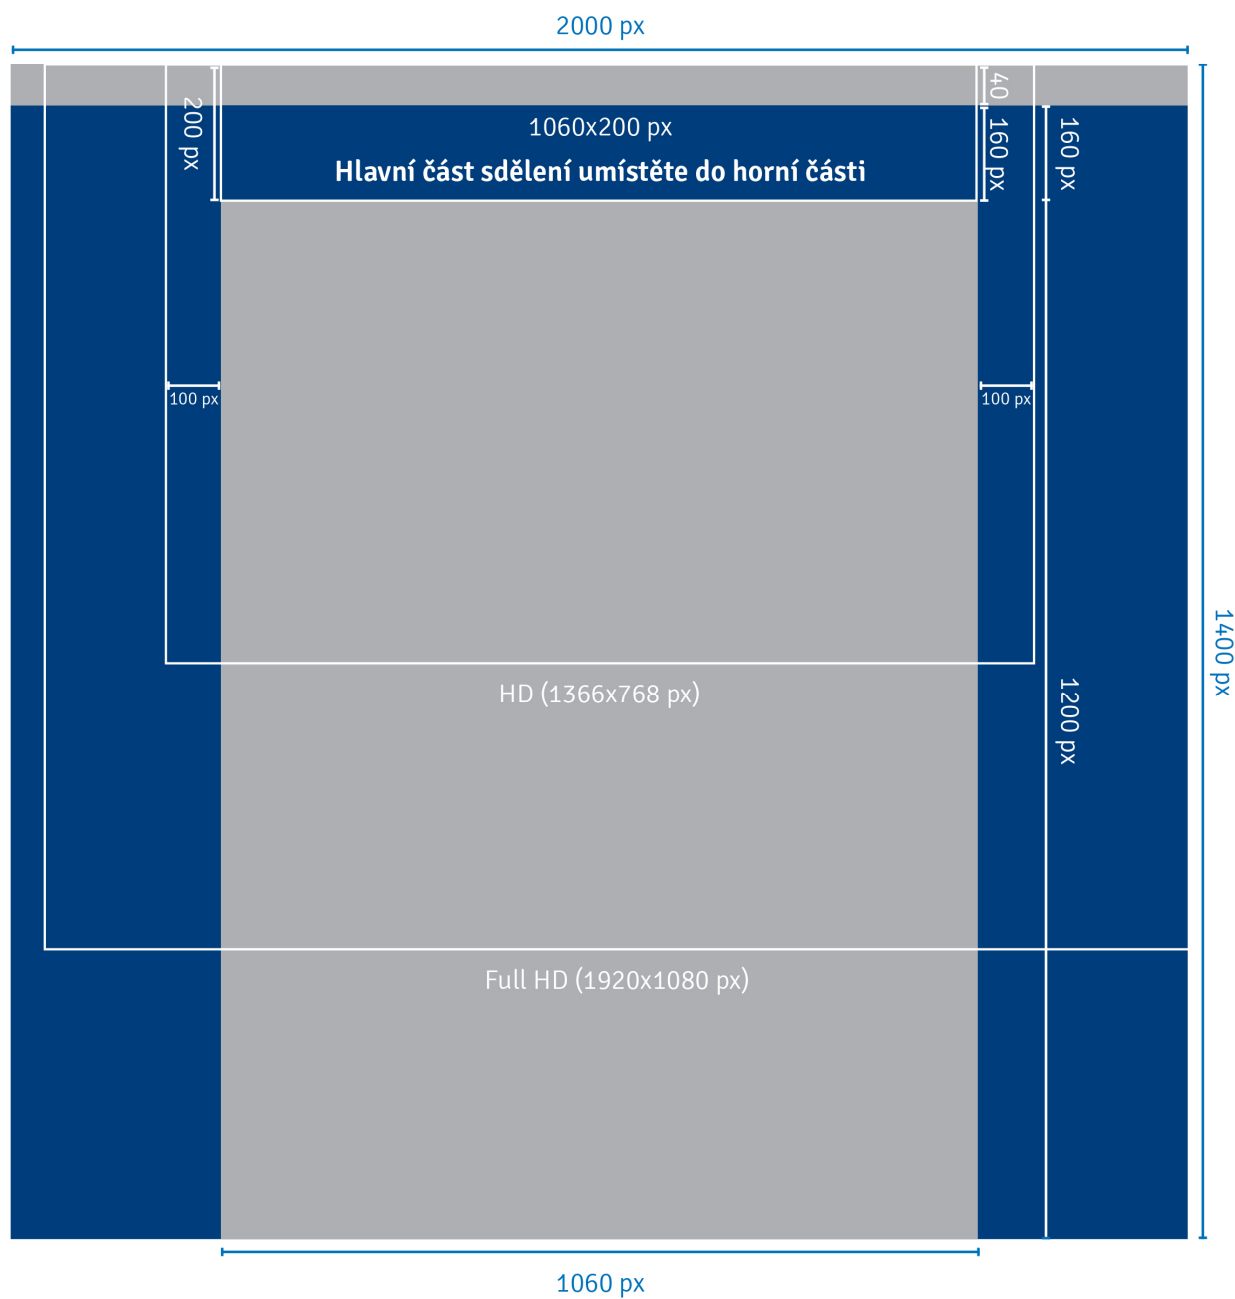 2000 px
40
200 px
1060x200 px
160 px
160 px
Hlavní část sdělení umístěte do horní části
100 px
100 px
HD (1366x768 px)
1400 px
1200 px
Full HD (1920x1080 px)
1060 px